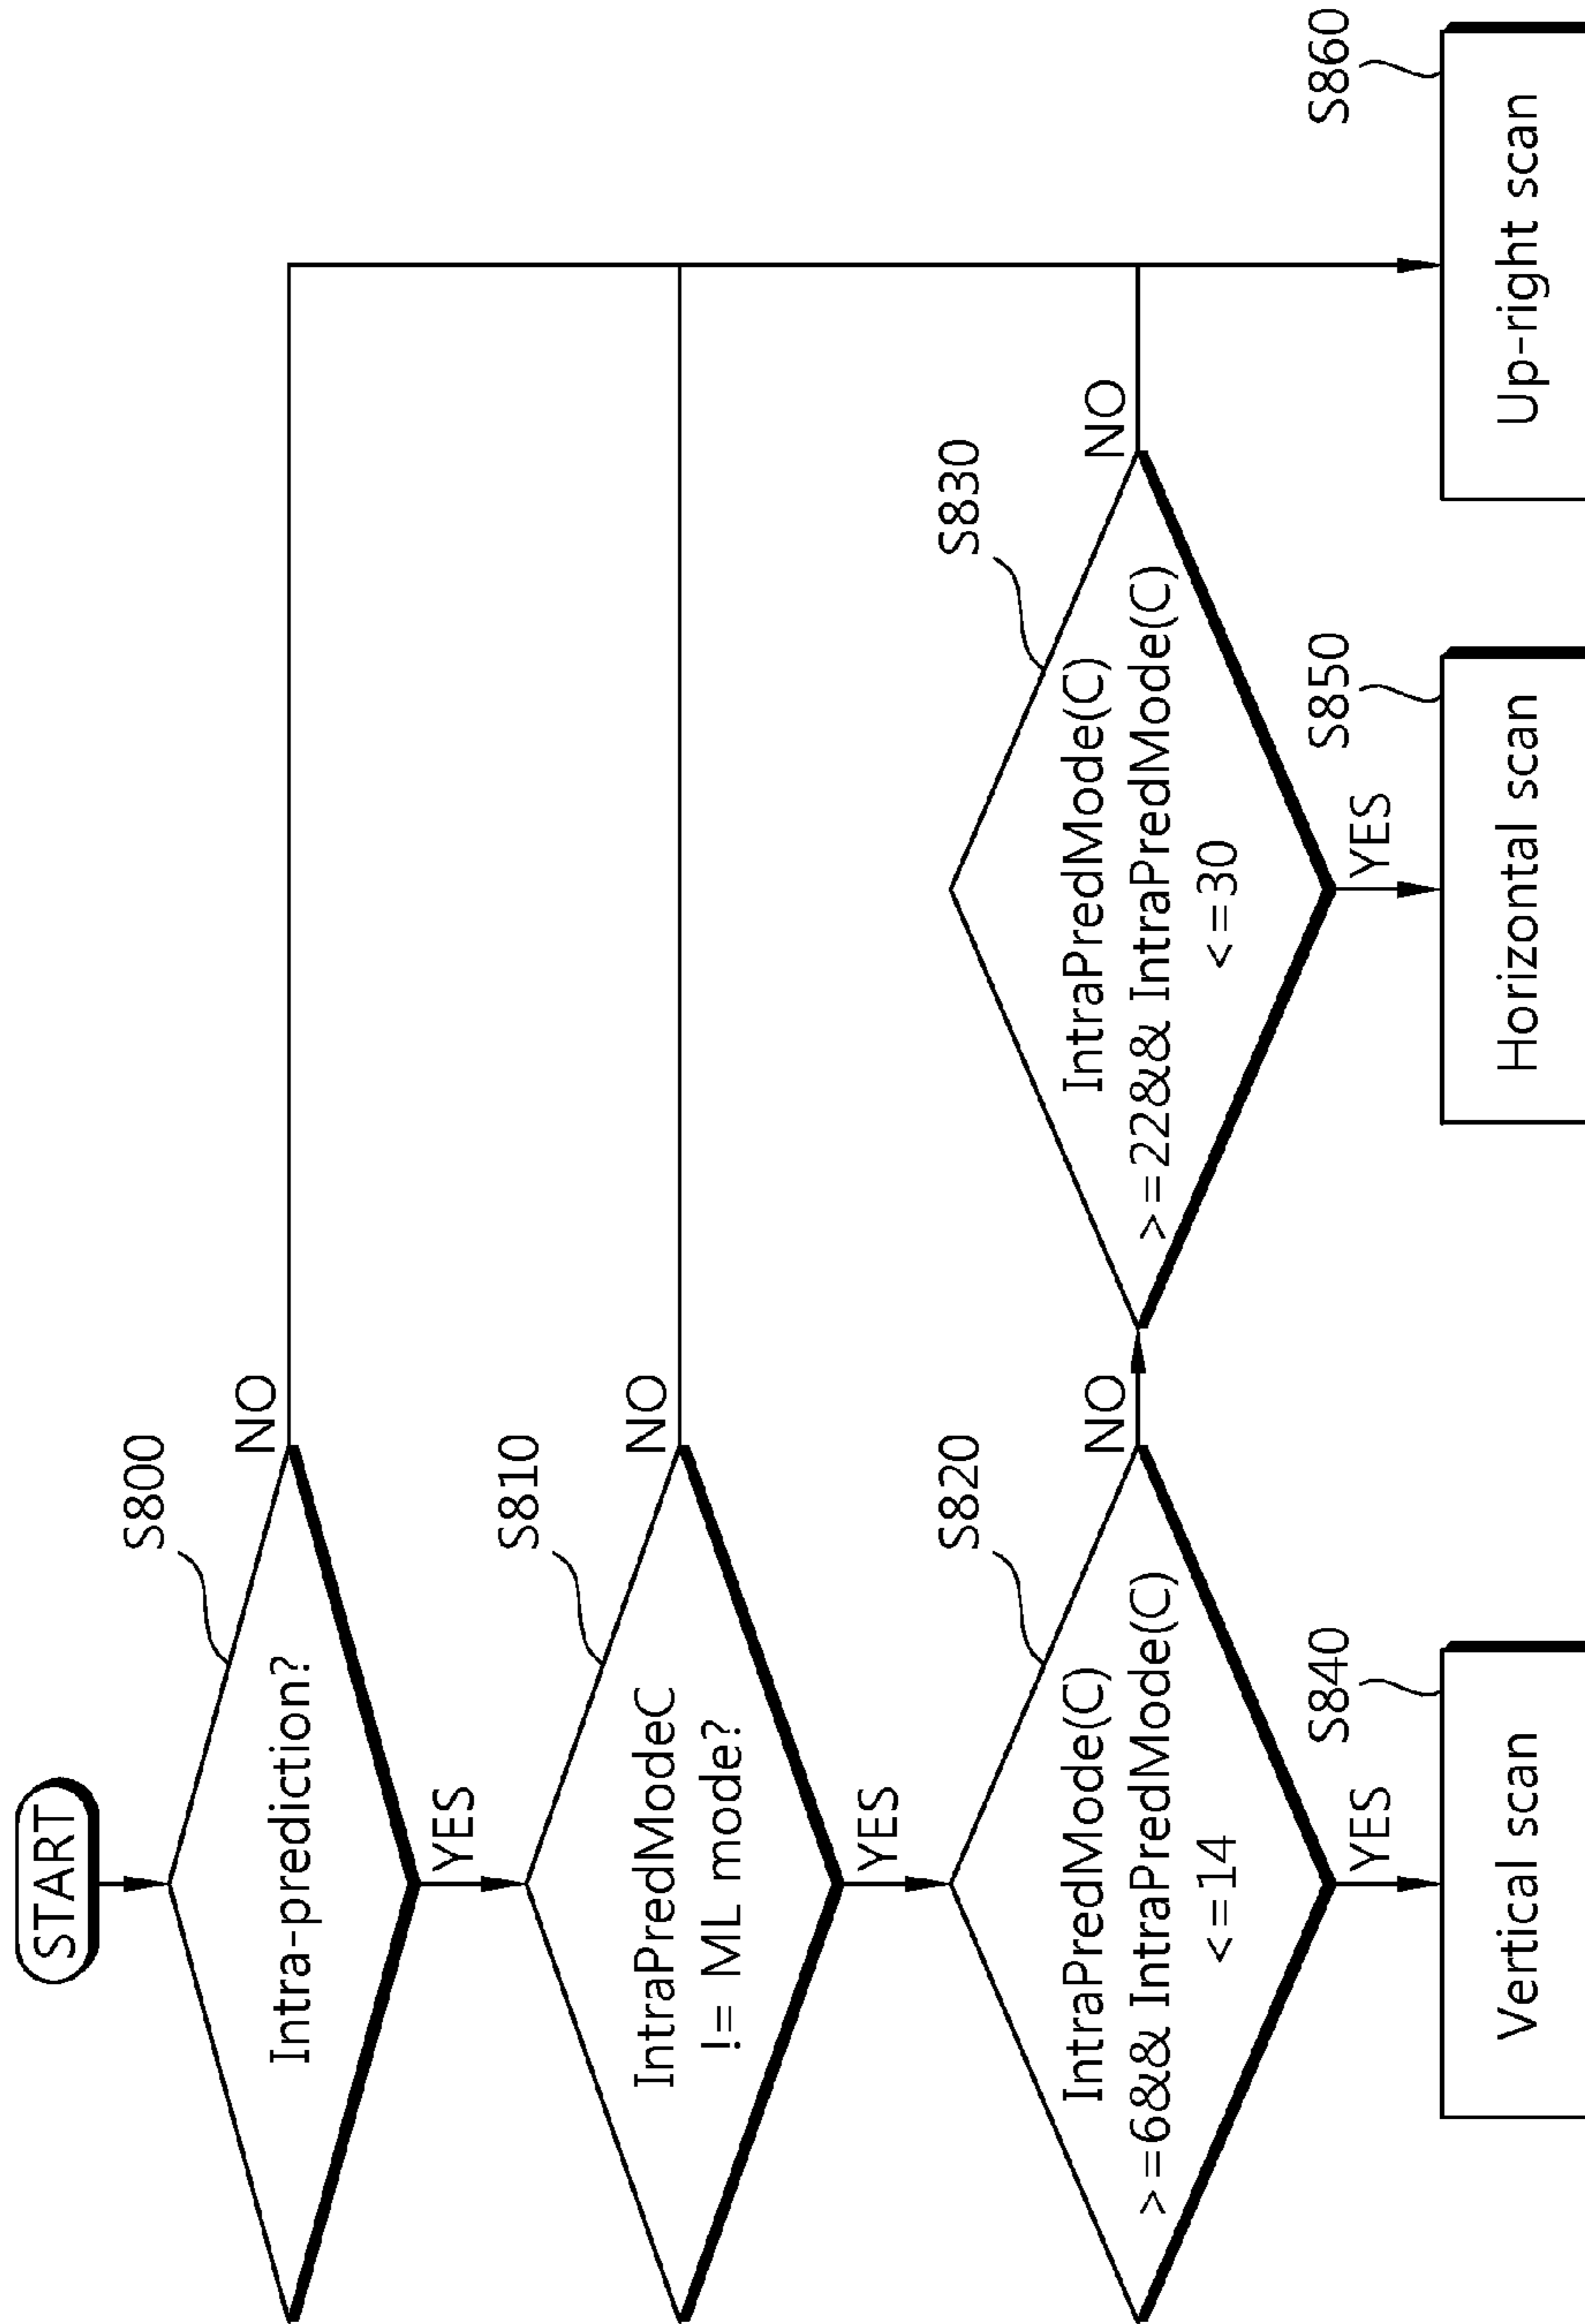 START
S800
Intra-prediction?
NO
YES
S810
IntraPredModeC
!= ML mode?
NO
YES
S820
IntraPredMode(C)
>=6&& IntraPredMode(C)
<=14
NO
S830
IntraPredMode(C)
>=22&& IntraPredMode(C)
<=30
NO
YES
S840
Vertical scan
YES
S850
Horizontal scan
S860
Up-right scan